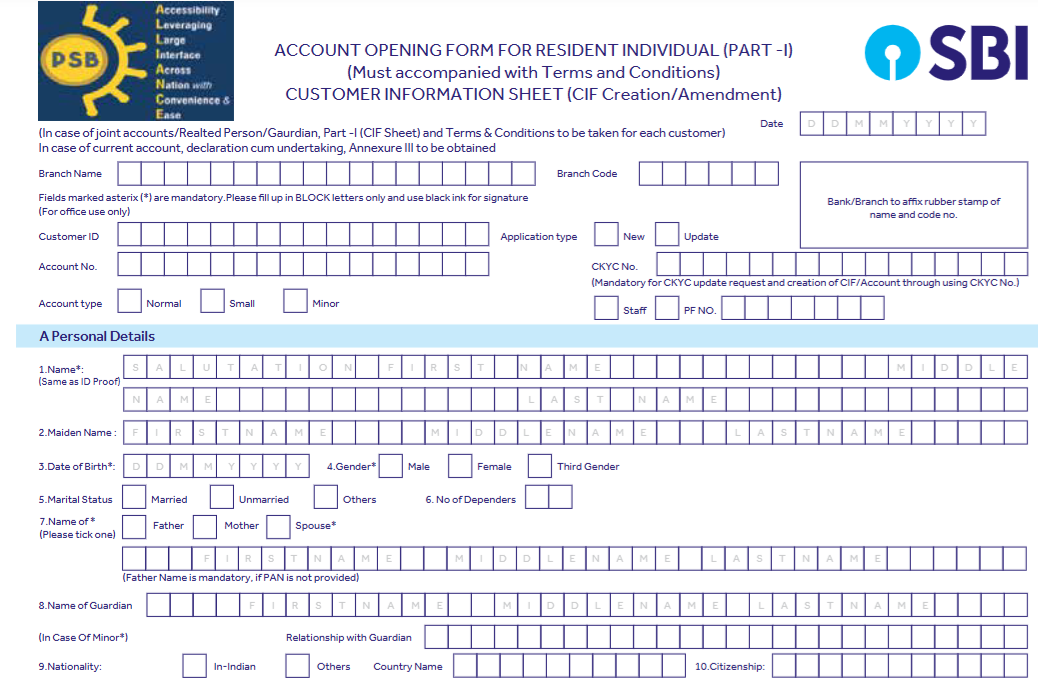 PSB
Accessibility
Leveraging
Large
Interface
Across
Nation with
Convenience &
Ease
ACCOUNT OPENING FORM FOR RESIDENT INDIVIDUAL (PART -I)
(Must accompanied with Terms and Conditions)
CUSTOMER INFORMATION SHEET (CIF Creation/Amendment)
SBI
Date D D M M Y Y Y Y
(In case of joint accounts/Realted Person/Gaurdian, Part -I (CIF Sheet) and Terms & Conditions to be taken for each customer)
In case of current account, declaration cum undertaking, Annexure III to be obtained
Branch Name Branch Code
Bank/Branch to affix rubber stamp of
name and code no.
Fields marked asterix (*) are mandatory.Please fill up in BLOCK letters only and use black ink for signature
(For office use only)
Customer ID Application type New Update
Account No. CKYC No.
(Mandatory for CKYC update request and creation of CIF/Account through using CKYC No.)
Account type Normal Small Minor Staff PF NO.
A Personal Details
1.Name*: S A L U T A T I O N F I R S T N A M E M I D D L E
(Same as ID Proof)
N A M E L A S T N A M E
2.Maiden Name : F I R S T N A M E M I D D L E N A M E L A S T N A M E
3.Date of Birth*: D D M M Y Y Y Y 4.Gender* Male Female Third Gender
5.Marital Status Married Unmarried Others 6. No of Dependers
7.Name of * Father Mother Spouse*
(Please tick one)
F I R S T N A M E M I D D L E N A M E L A S T N A M E
(Father Name is mandatory, if PAN is not provided)
8.Name of Guardian F I R S T N A M E M I D D L E N A M E L A S T N A M E
(In Case Of Minor*) Relationship with Guardian
9.Nationality: In-Indian Others Country Name 10.Citizenship: